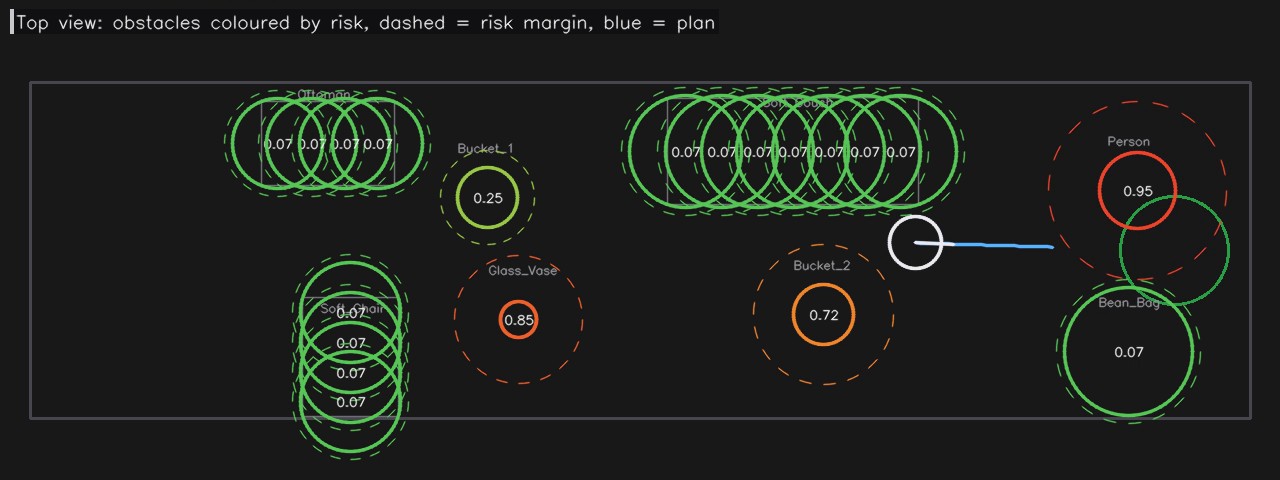 Top view: obstacles coloured by risk, dashed = risk margin, blue = plan
Ottoman
0.07 0.07 0.07 0.07
Bucket_1
0.25
Soft_Couch
0.07 0.07 0.07 0.07 0.07 0.07 0.07
Person
0.95
Glass_Vase
0.85
Bucket_2
0.72
Soft_Chair
0.07
0.07
0.07
0.07
Bean_Bag
0.07